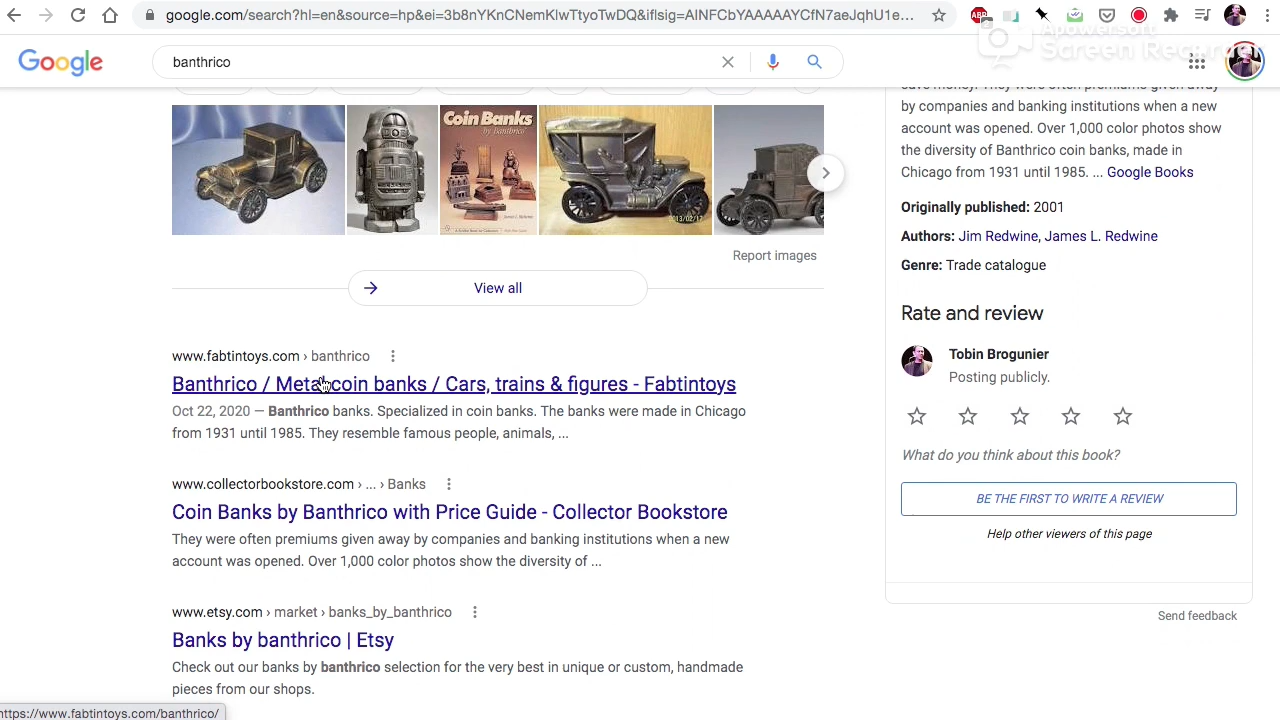 google.com/search?hl=en&source=hp&ei=3b8nYKnCNemKlwTtyoTwDQ&iflsig=AINFCbYAAAAAYCfN7aeJqhU1e...
ABP
Apowersoft
Screen Recorder
Google
banthrico
save money. They were often premiums given away
by companies and banking institutions when a new
account was opened. Over 1,000 color photos show
the diversity of Banthrico coin banks, made in
Chicago from 1931 until 1985. ... Google Books
Coin Banks
by Banthrico
2013/02/17
Originally published: 2001
Authors: Jim Redwine, James L. Redwine
Report images
Genre: Trade catalogue
View all
Rate and review
www.fabtintoys.com › banthrico
Tobin Brogunier
Posting publicly.
Banthrico / Metal coin banks / Cars, trains & figures - Fabtintoys
Oct 22, 2020 — Banthrico banks. Specialized in coin banks. The banks were made in Chicago
from 1931 until 1985. They resemble famous people, animals, ...
What do you think about this book?
www.collectorbookstore.com › ... › Banks
BE THE FIRST TO WRITE A REVIEW
Coin Banks by Banthrico with Price Guide - Collector Bookstore
Help other viewers of this page
They were often premiums given away by companies and banking institutions when a new
account was opened. Over 1,000 color photos show the diversity of ...
www.etsy.com › market › banks_by_banthrico
Send feedback
Banks by banthrico | Etsy
Check out our banks by banthrico selection for the very best in unique or custom, handmade
pieces from our shops.
https://www.fabtintoys.com/banthrico/